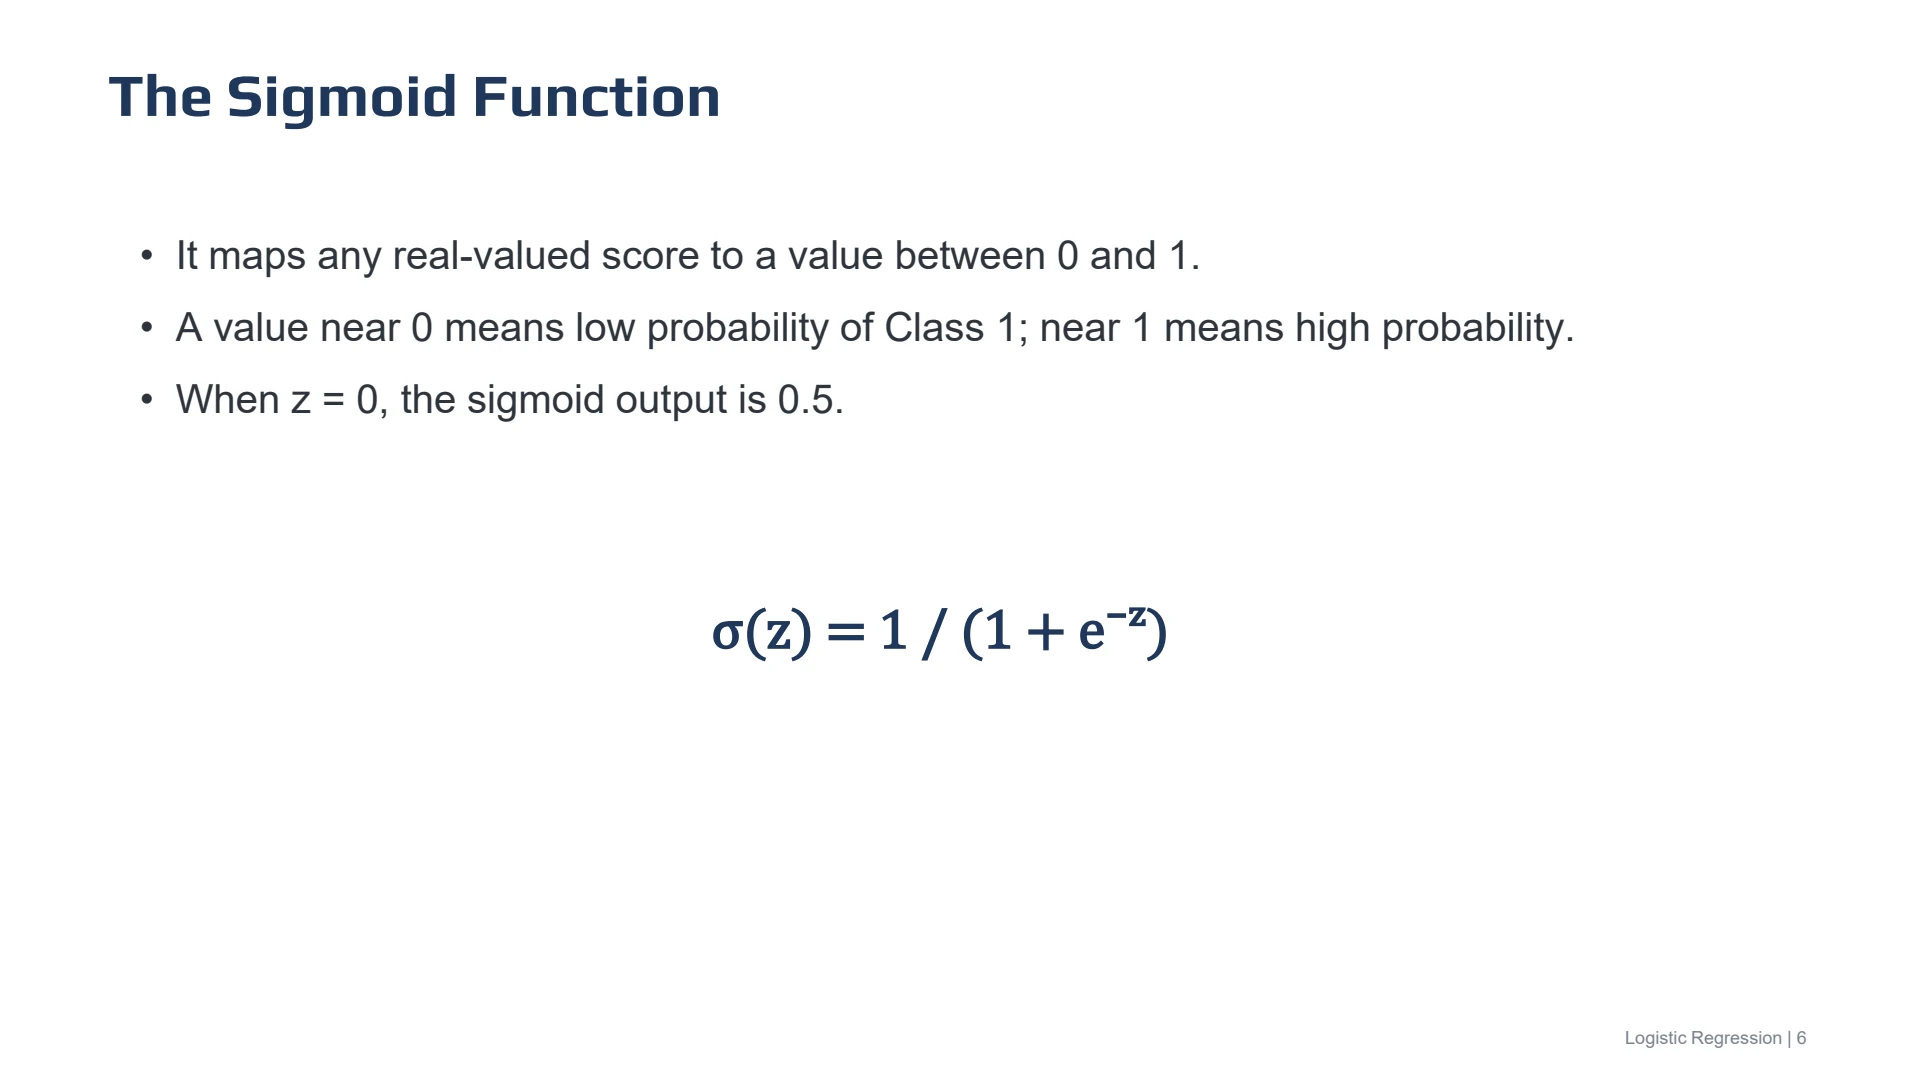 The Sigmoid Function
• It maps any real-valued score to a value between 0 and 1.
• A value near 0 means low probability of Class 1; near 1 means high probability.
• When z = 0, the sigmoid output is 0.5.
σ(z) = 1 / (1 + e⁻ᶻ)
Logistic Regression | 6